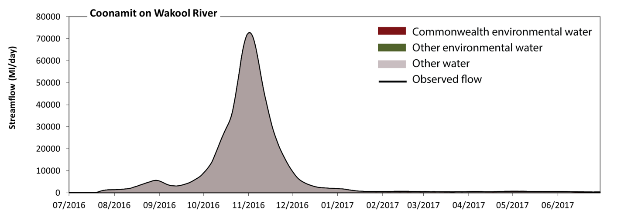 Coonamit on Wakool River
Streamflow (Ml/day)
80000
70000
60000
50000
40000
30000
20000
10000
0
Commonwealth environmental water
Other environmental water
Other water
Observed flow
07/2016 08/2016 09/2016 10/2016 11/2016 12/2016 01/2017 02/2017 03/2017 04/2017 05/2017 06/2017